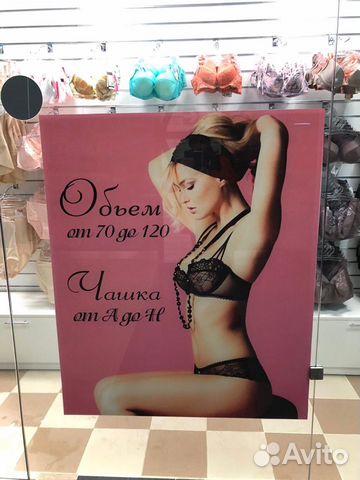 Объем
от 70 до 120
Чашка
от А до Н
Avito